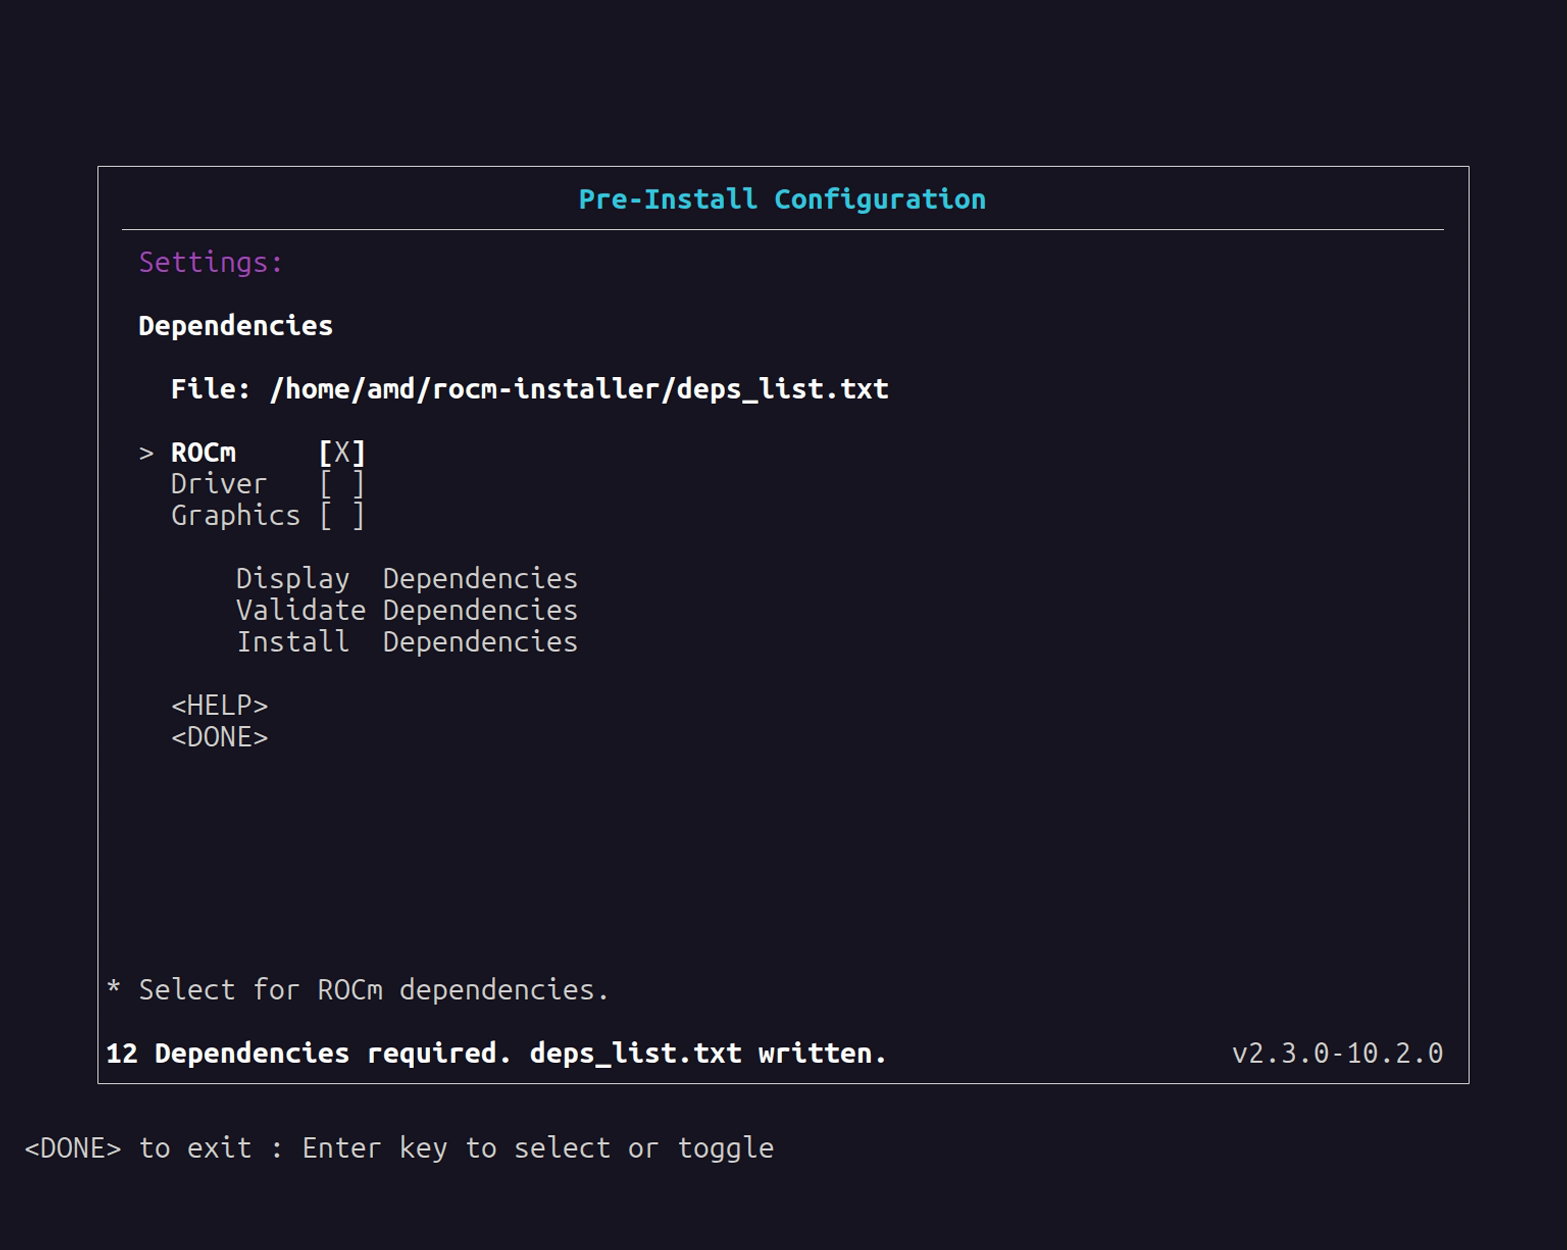 Pre-Install Configuration
Settings:
Dependencies
File: /home/amd/rocm-installer/deps_list.txt
> ROCm [X]
Driver [ ]
Graphics [ ]
Display Dependencies
Validate Dependencies
Install Dependencies
<HELP>
<DONE>
* Select for ROCm dependencies.
12 Dependencies required. deps_list.txt written. v2.3.0-10.2.0
<DONE> to exit : Enter key to select or toggle